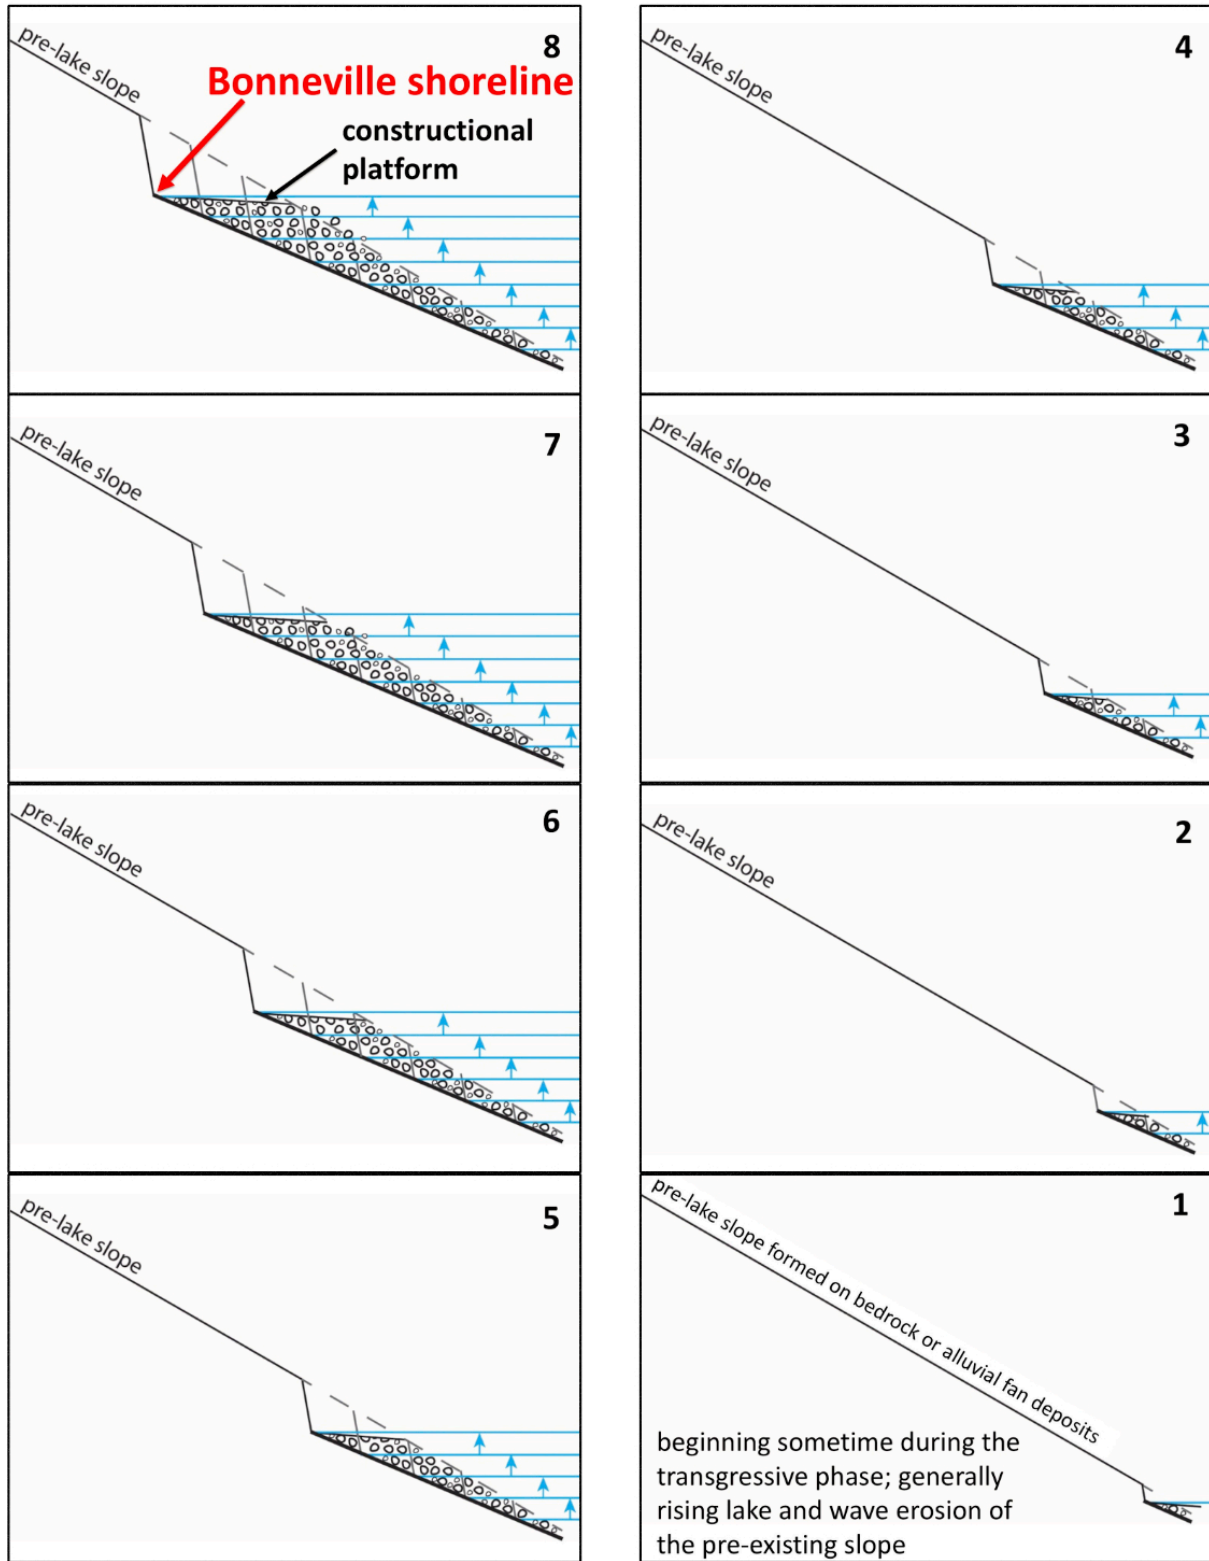 8
pre-lake slope
Bonneville shoreline
constructional
platform
4
pre-lake slope
7
pre-lake slope
3
pre-lake slope
6
pre-lake slope
2
pre-lake slope
5
pre-lake slope
1
pre-lake slope formed on bedrock or alluvial fan deposits
beginning sometime during the
transgressive phase; generally
rising lake and wave erosion of
the pre-existing slope